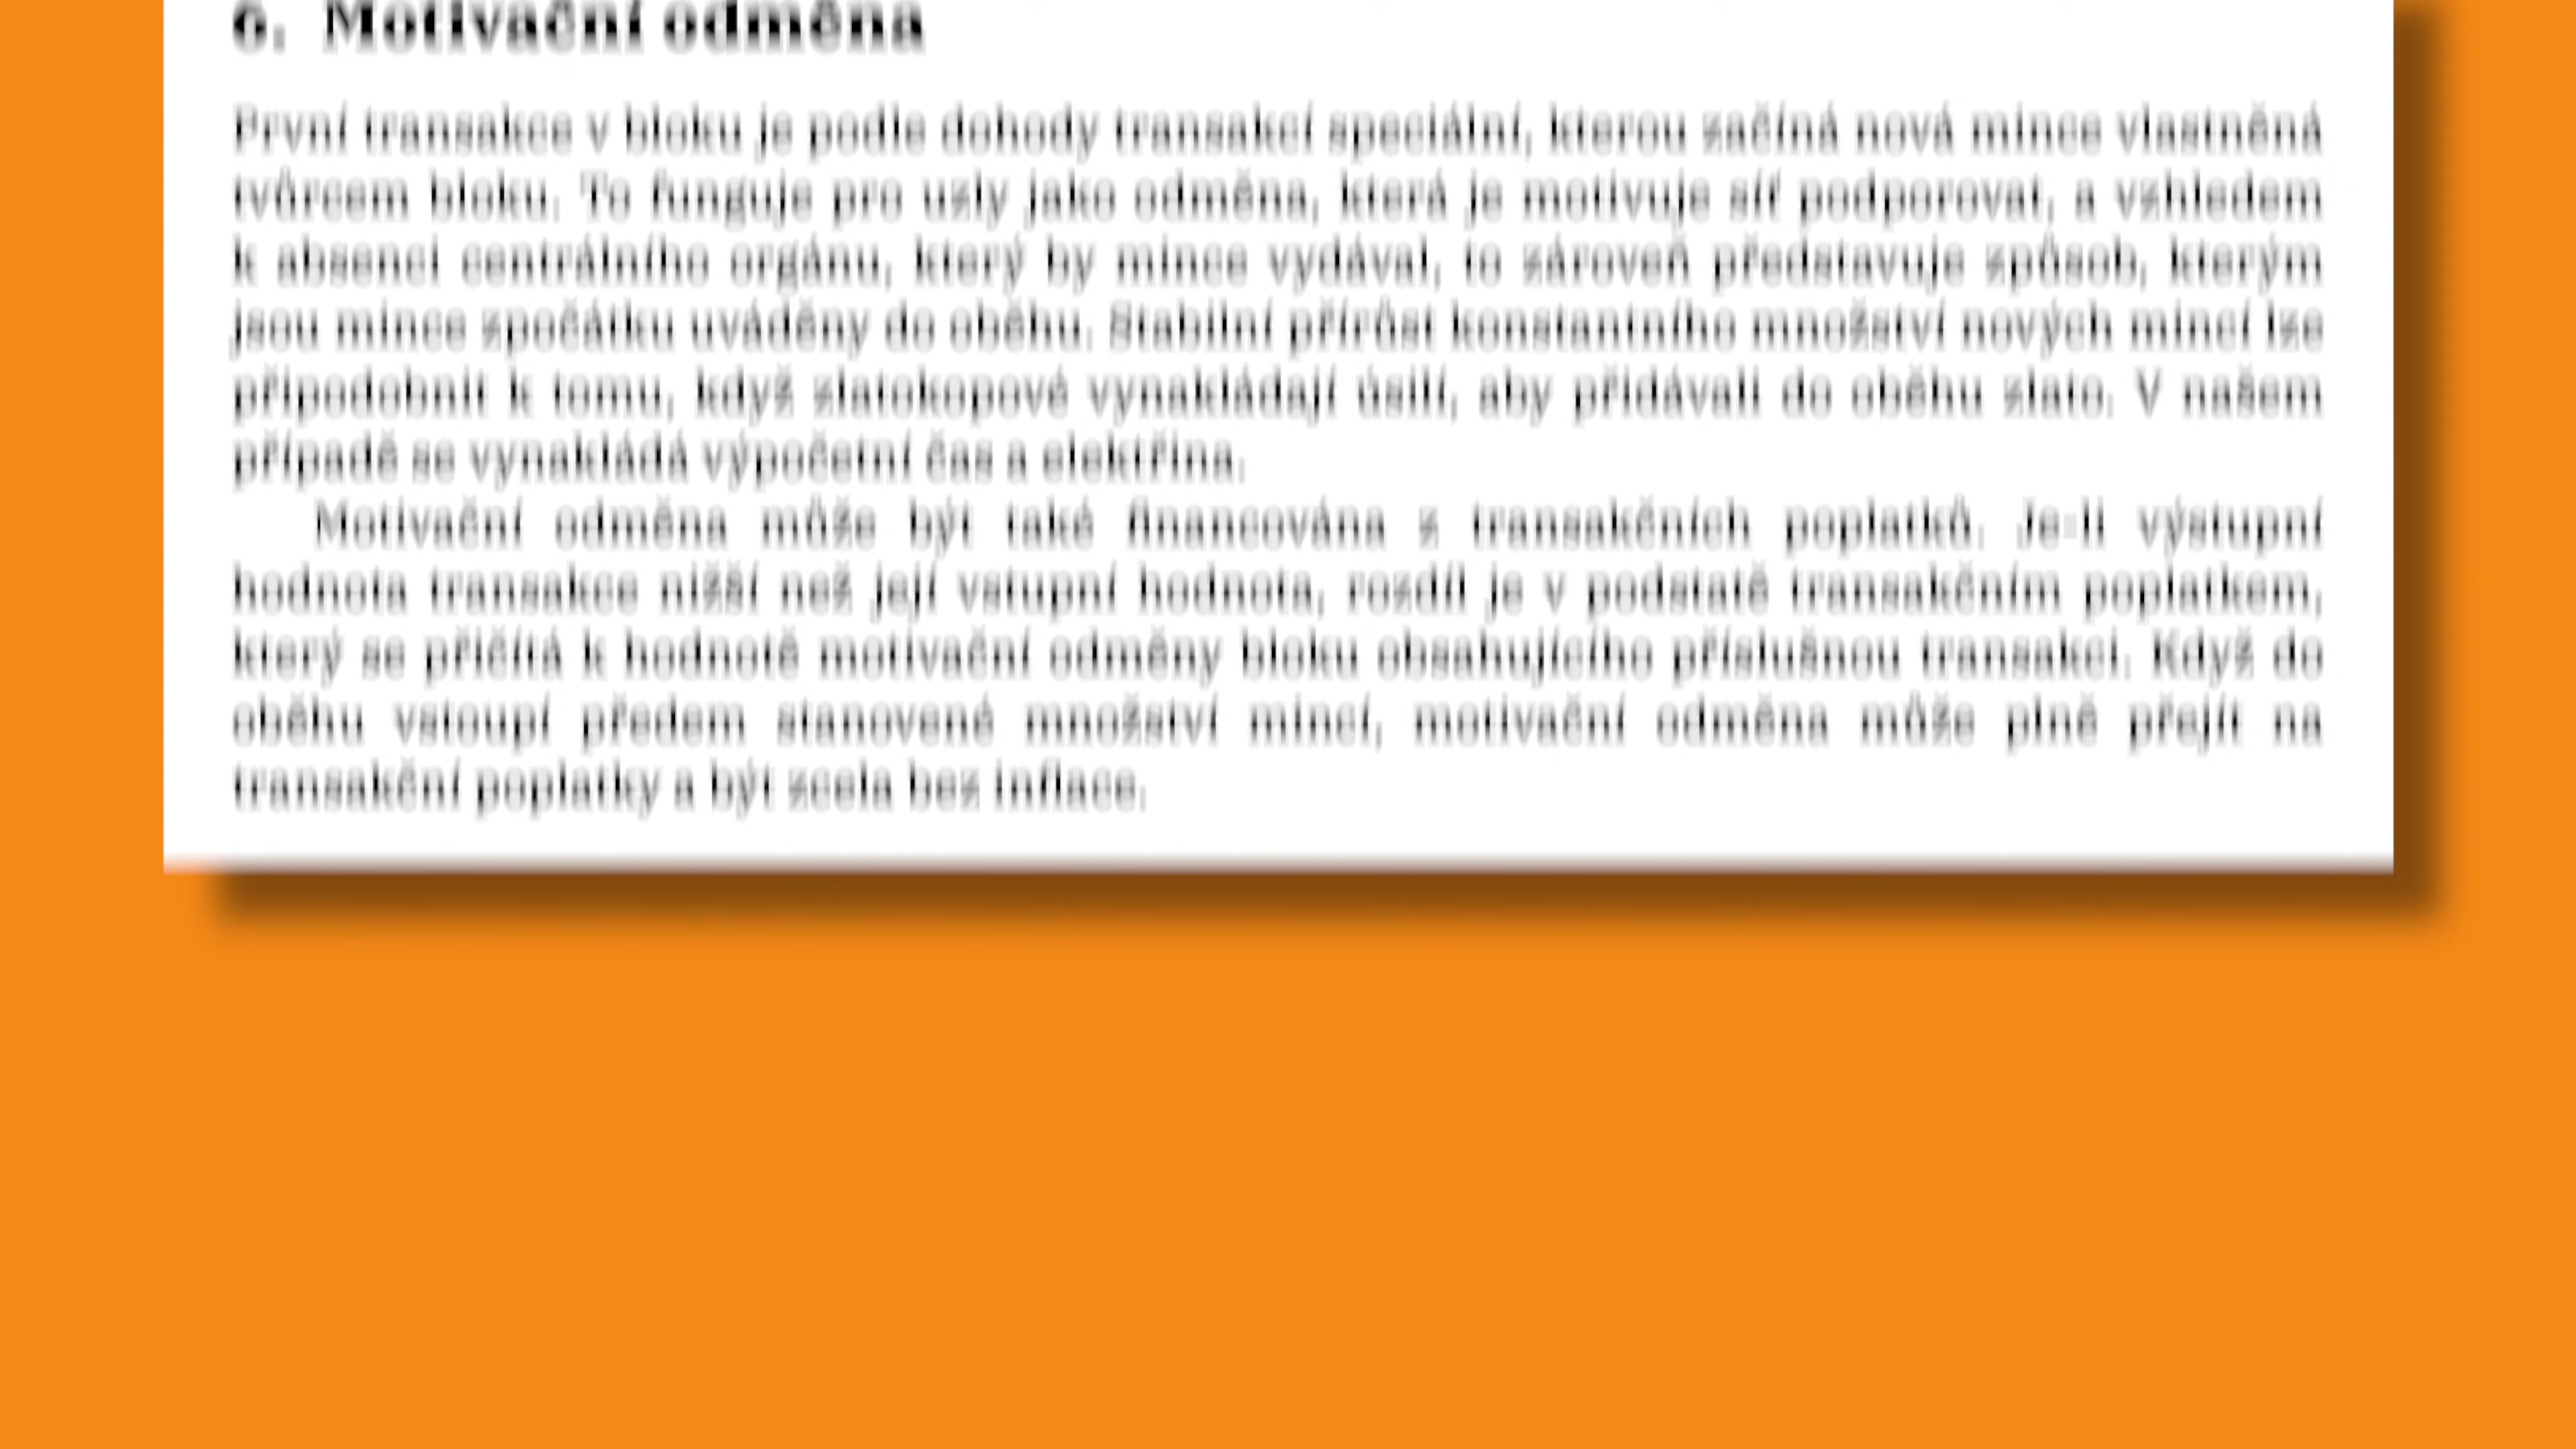 6. Motivační odměna
První transakce v bloku je podle dohody transakcí speciální, kterou začíná nová mince vlastněná
tvůrcem bloku. To funguje pro uzly jako odměna, která je motivuje síť podporovat, a vzhledem
k absenci centrálního orgánu, který by mince vydával, to zároveň představuje způsob, kterým
jsou mince zpočátku uváděny do oběhu. Stabilní přírůst konstantního množství nových mincí lze
připodobnit k tomu, když zlatokopové vynakládají úsilí, aby přidávali do oběhu zlato. V našem
případě se vynakládá výpočetní čas a elektřina.
Motivační odměna může být také financována z transakčních poplatků. Je-li výstupní
hodnota transakce nižší než její vstupní hodnota, rozdíl je v podstatě transakčním poplatkem,
který se přičítá k hodnotě motivační odměny bloku obsahujícího příslušnou transakci. Když do
oběhu vstoupí předem stanovené množství mincí, motivační odměna může plně přejít na
transakční poplatky a být zcela bez inflace.